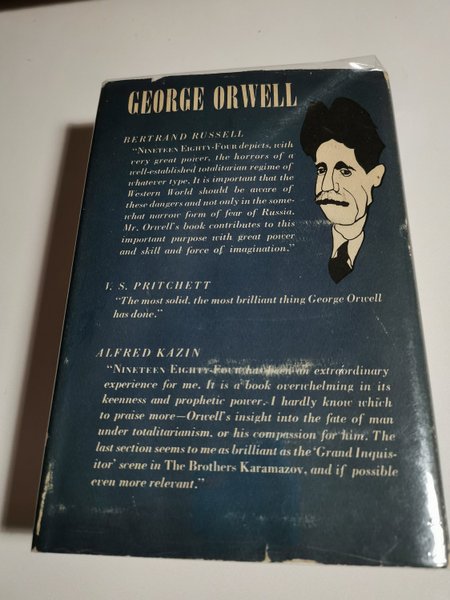 GEORGE ORWELL
BERTRAND RUSSELL
"NINETEEN EIGHTY-FOUR depicts, with
very great power, the horrors of a
well-established totalitarian regime of
whatever type. It is important that the
Western World should be aware of
these dangers and not only in the some-
what narrow form of fear of Russia.
Mr. Orwell's book contributes to this
important purpose with great power
and skill and force of imagination."
V. S. PRITCHETT
"The most solid, the most brilliant thing George Orwell
has done."
ALFRED KAZIN
"NINETEEN EIGHTY-FOUR has been an extraordinary
experience for me. It is a book overwhelming in its
keenness and prophetic power. I hardly know which
to praise more—Orwell's insight into the fate of man
under totalitarianism, or his compassion for him. The
last section seems to me as brilliant as the 'Grand Inquis-
itor' scene in The Brothers Karamazov, and if possible
even more relevant."